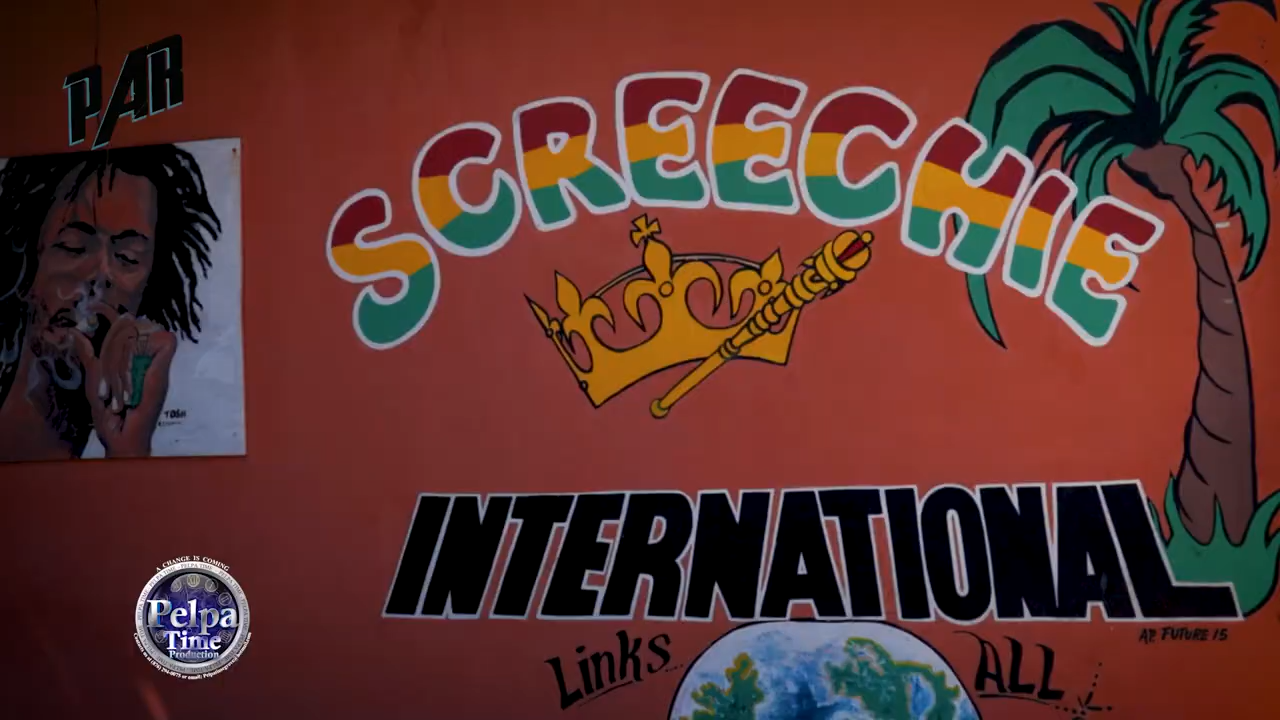 PAR
SCREECHIE
TOSH
INTERNATIONAL
AP. FUTURE 15
Links ALL
A CHANGE IS COMING
Pelpa
Time
Production